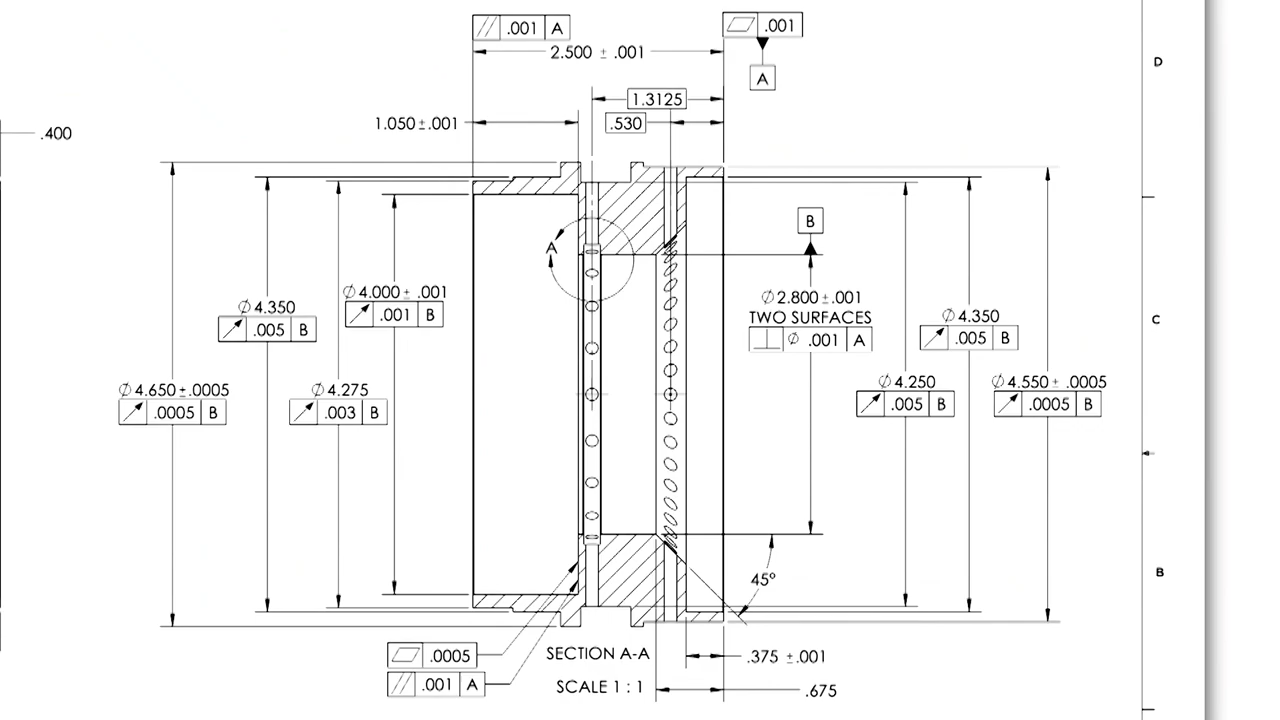 // .001 A
▱ .001
2.500 ± .001
A
D
1.3125
1.050±.001
.530
.400
B
A
⌀4.000± .001
↗ .001 B
⌀2.800±.001
TWO SURFACES
⊥ ⌀ .001 A
⌀4.350
↗ .005 B
⌀4.350
↗ .005 B
C
⌀4.650±.0005
↗ .0005 B
⌀4.275
↗ .003 B
⌀4.250
↗ .005 B
⌀4.550± .0005
↗ .0005 B
45°
B
▱ .0005
SECTION A-A
.375 ±.001
// .001 A
SCALE 1 : 1
.675